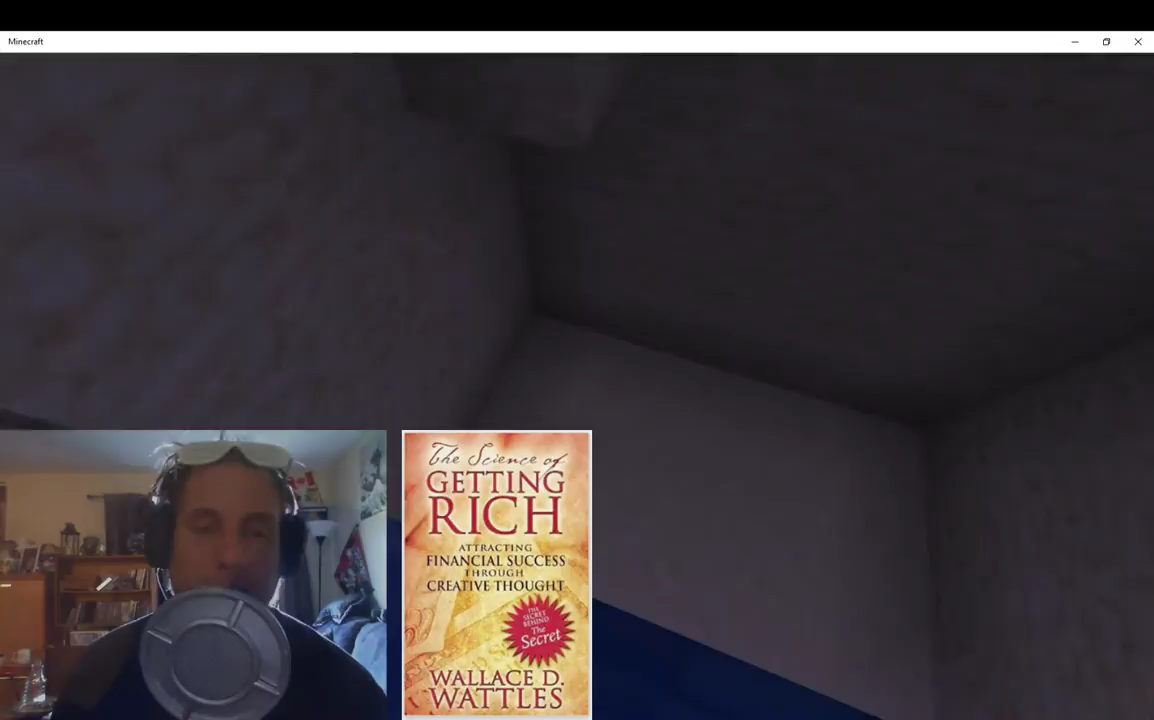 Minecraft
The Science of
GETTING
RICH
ATTRACTING
FINANCIAL SUCCESS
THROUGH
CREATIVE THOUGHT
THE
SECRET
BEHIND
The
Secret
WALLACE D.
WATTLES